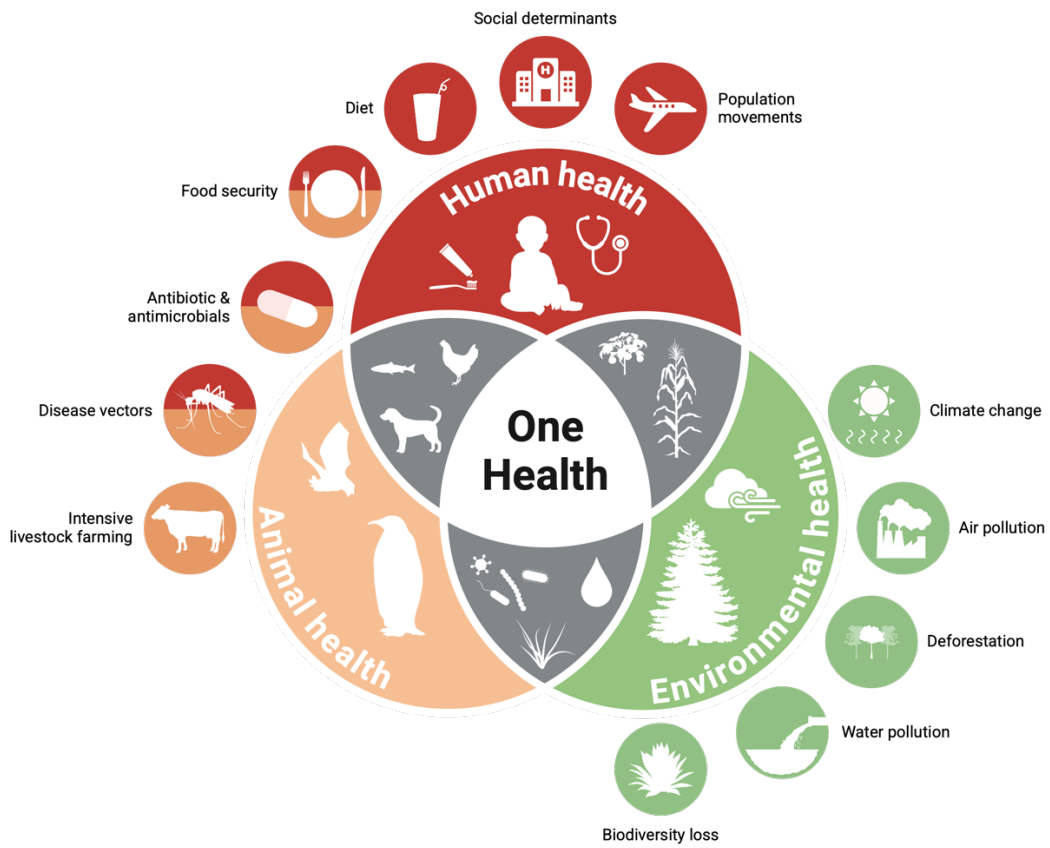 Social determinants
Diet
Population
movements
Food security
Human health
Antibiotic &
antimicrobials
Disease vectors
One
Health
Climate change
Intensive
livestock farming
Animal health
Environmental health
Air pollution
Deforestation
Water pollution
Biodiversity loss
H